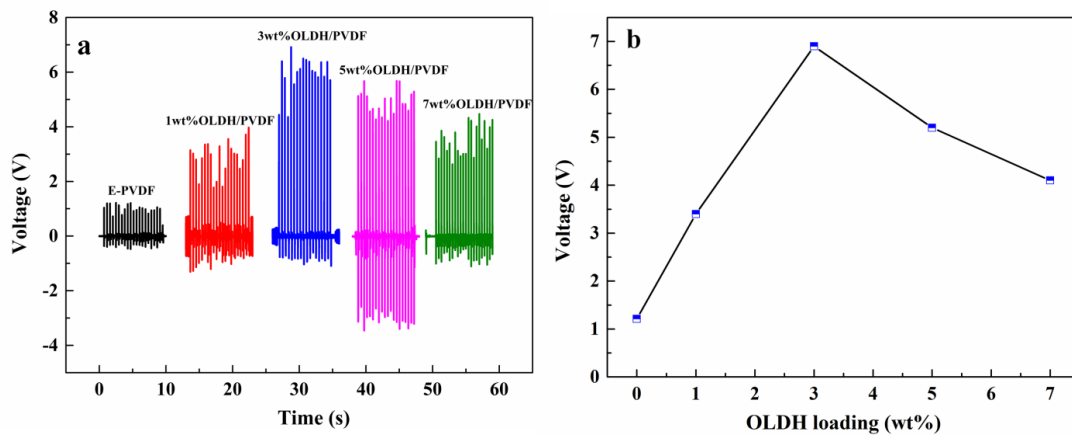 a
8
6
4
2
0
-2
-4
Voltage (V)
E-PVDF
1wt%OLDH/PVDF
3wt%OLDH/PVDF
5wt%OLDH/PVDF
7wt%OLDH/PVDF
0 10 20 30 40 50 60
Time (s)
b
7
6
5
4
3
2
1
0
Voltage (V)
0 1 2 3 4 5 6 7
OLDH loading (wt%)